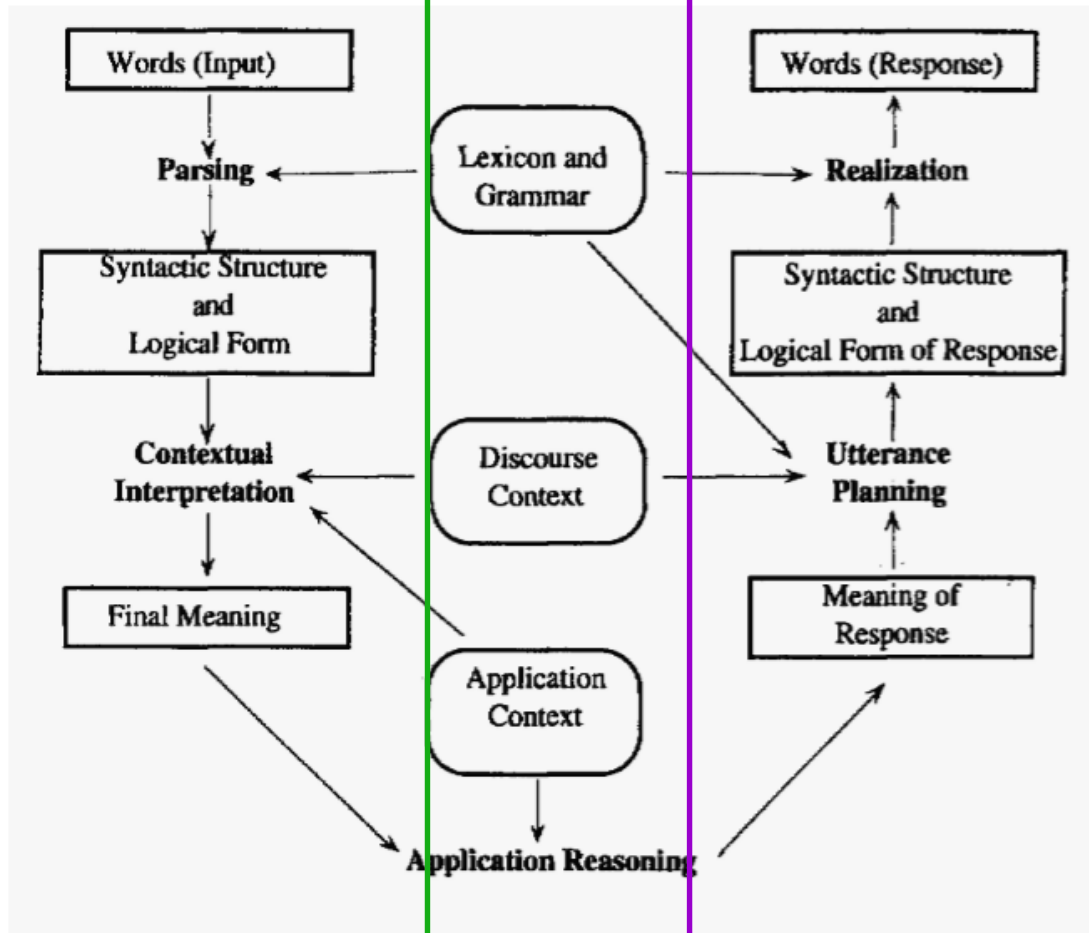 Words (Input)
Words (Response)
Lexicon and
Grammar
Parsing
Realization
Syntactic Structure
and
Logical Form
Syntactic Structure
and
Logical Form of Response
Contextual
Interpretation
Discourse
Context
Utterance
Planning
Final Meaning
Meaning of
Response
Application
Context
Application Reasoning